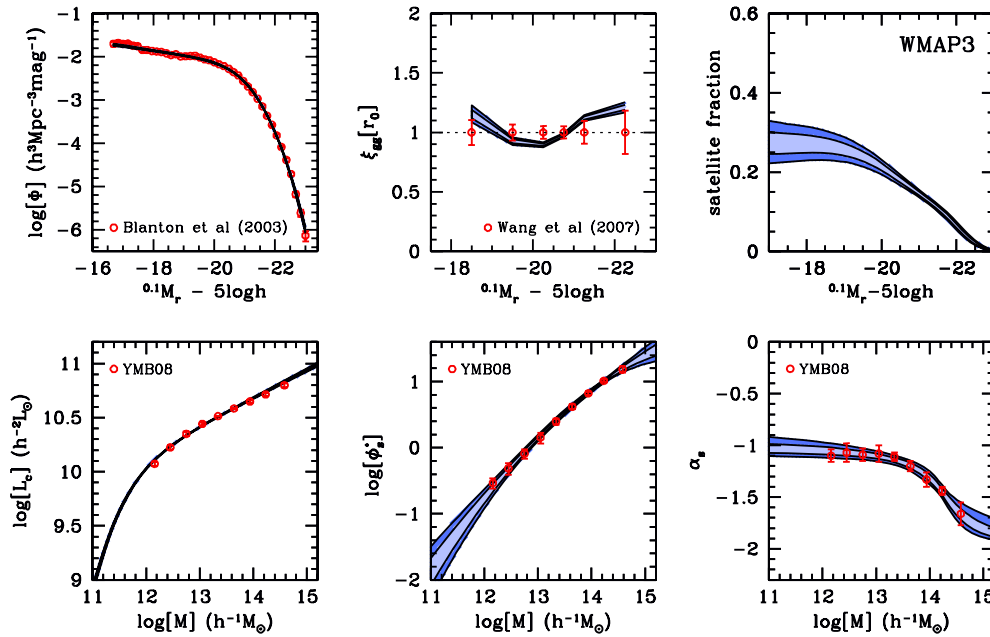 -1
-2
-3
-4
-5
-6
log[Φ] (h³Mpc⁻³mag⁻¹)
Blanton et al (2003)
-16 -18 -20 -22
⁰·¹Mᵣ - 5logh
2
1.5
1
0.5
0
ξgg[r₀]
Wang et al (2007)
-18 -20 -22
⁰·¹Mᵣ - 5logh
0.6
0.4
0.2
0
satellite fraction
WMAP3
-18 -20 -22
⁰·¹Mᵣ-5logh
11
10.5
10
9.5
9
log[L_c] (h⁻²L⊙)
YMB08
11 12 13 14 15
log[M] (h⁻¹M⊙)
1
0
-1
-2
log[φₛ*]
YMB08
11 12 13 14 15
log[M] (h⁻¹M⊙)
0
-0.5
-1
-1.5
-2
αₛ
YMB08
11 12 13 14 15
log[M] (h⁻¹M⊙)